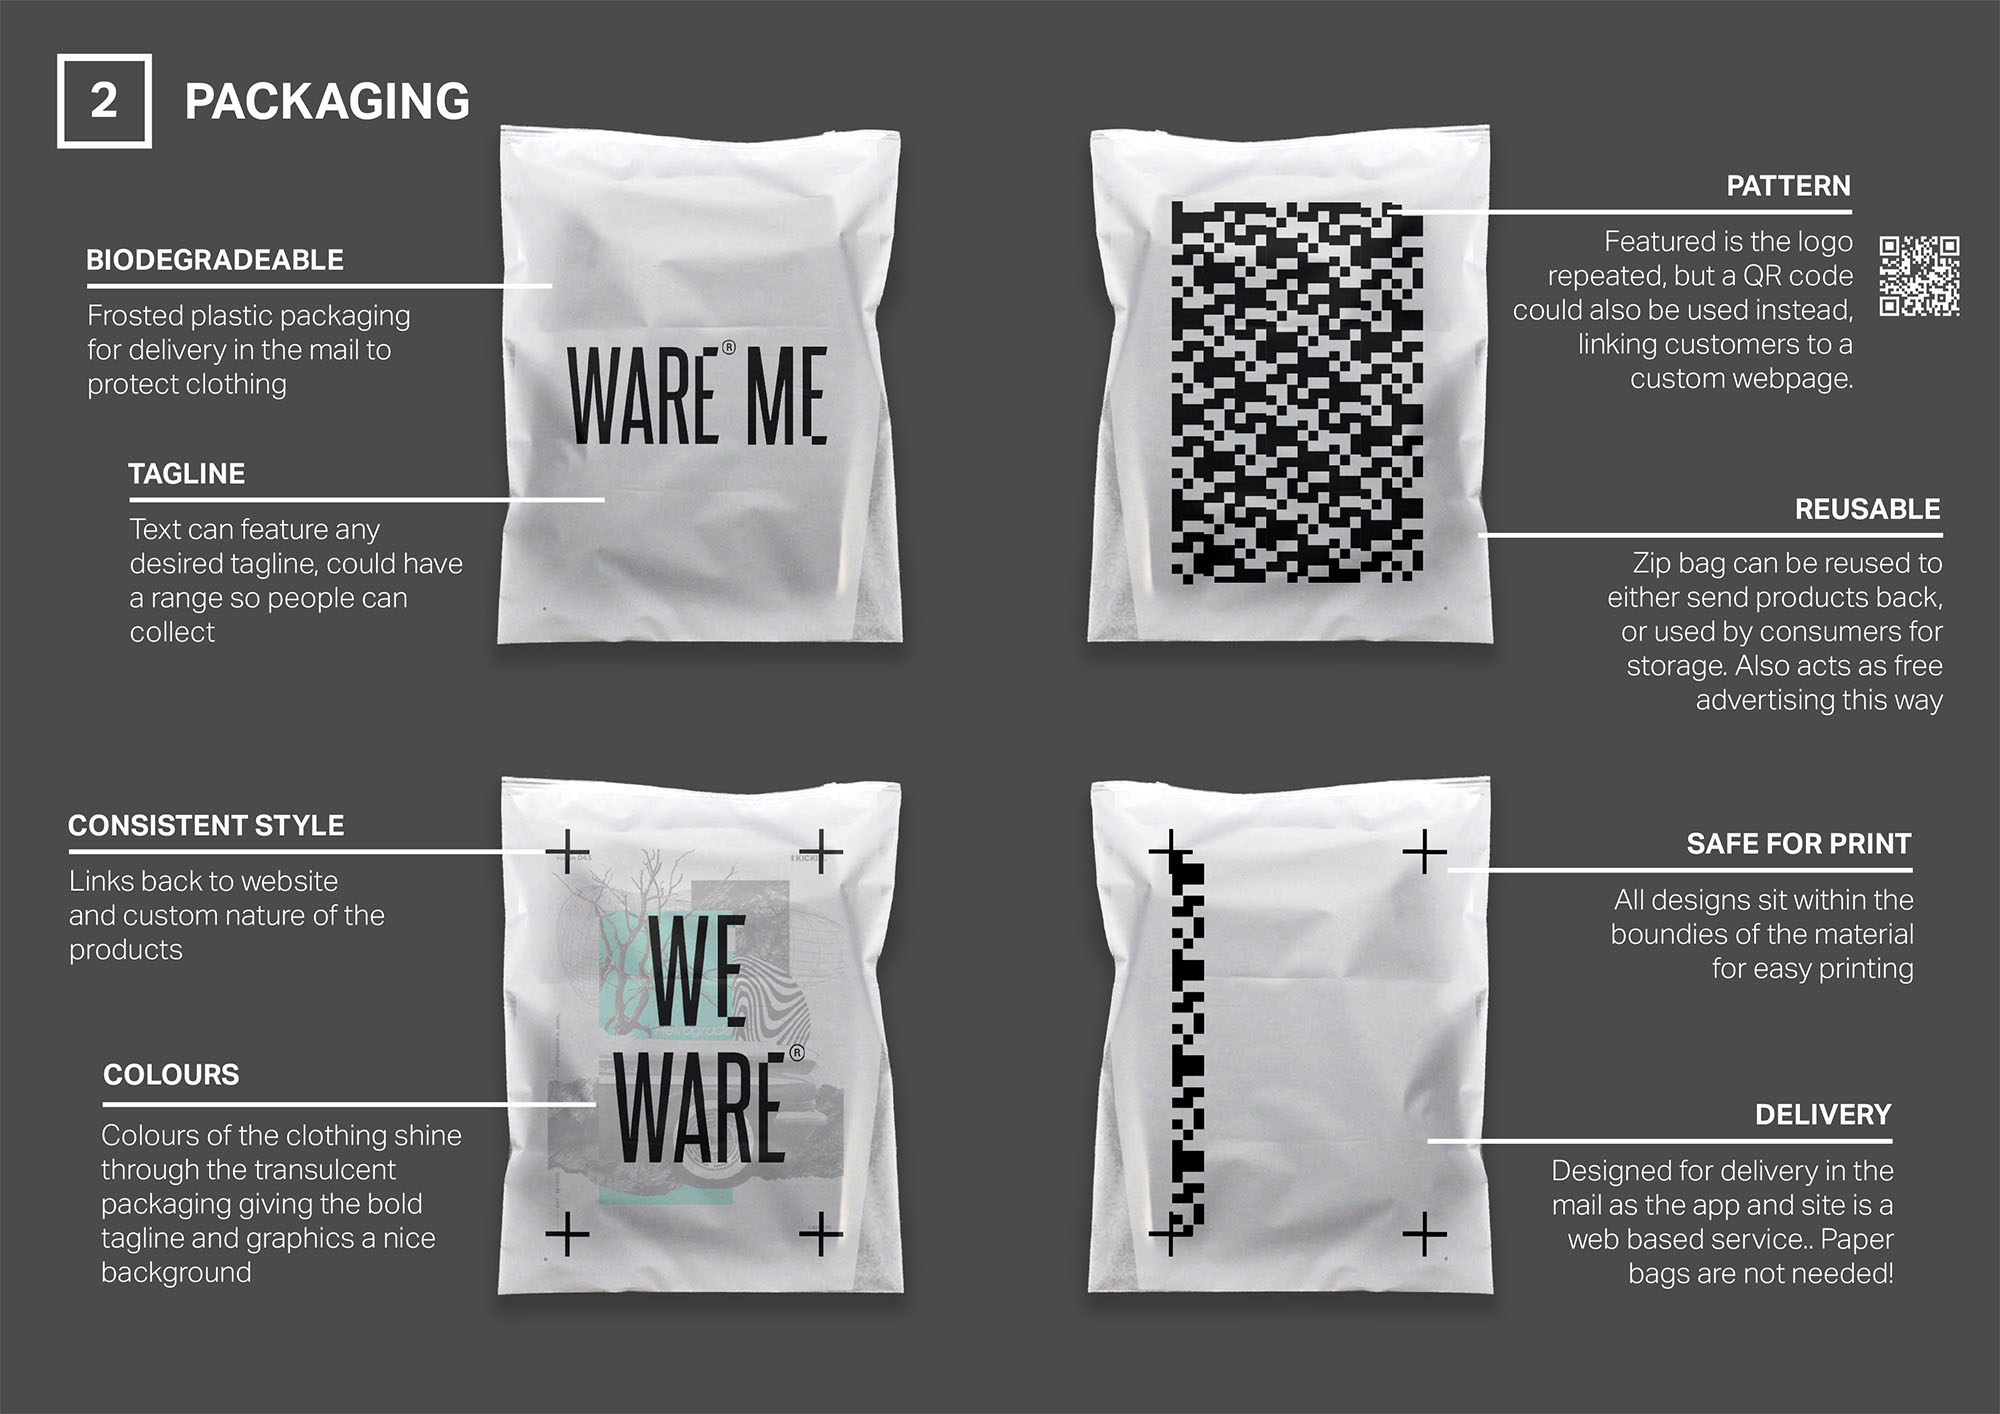 2 PACKAGING
BIODEGRADEABLE
Frosted plastic packaging
for delivery in the mail to
protect clothing
TAGLINE
Text can feature any
desired tagline, could have
a range so people can
collect
WARE® ME
PATTERN
Featured is the logo
repeated, but a QR code
could also be used instead,
linking customers to a
custom webpage.
REUSABLE
Zip bag can be reused to
either send products back,
or used by consumers for
storage. Also acts as free
advertising this way
CONSISTENT STYLE
Links back to website
and custom nature of the
products
COLOURS
Colours of the clothing shine
through the transulcent
packaging giving the bold
tagline and graphics a nice
background
WE
Retrograde
WARE®
SAFE FOR PRINT
All designs sit within the
boundies of the material
for easy printing
DELIVERY
Designed for delivery in the
mail as the app and site is a
web based service.. Paper
bags are not needed!